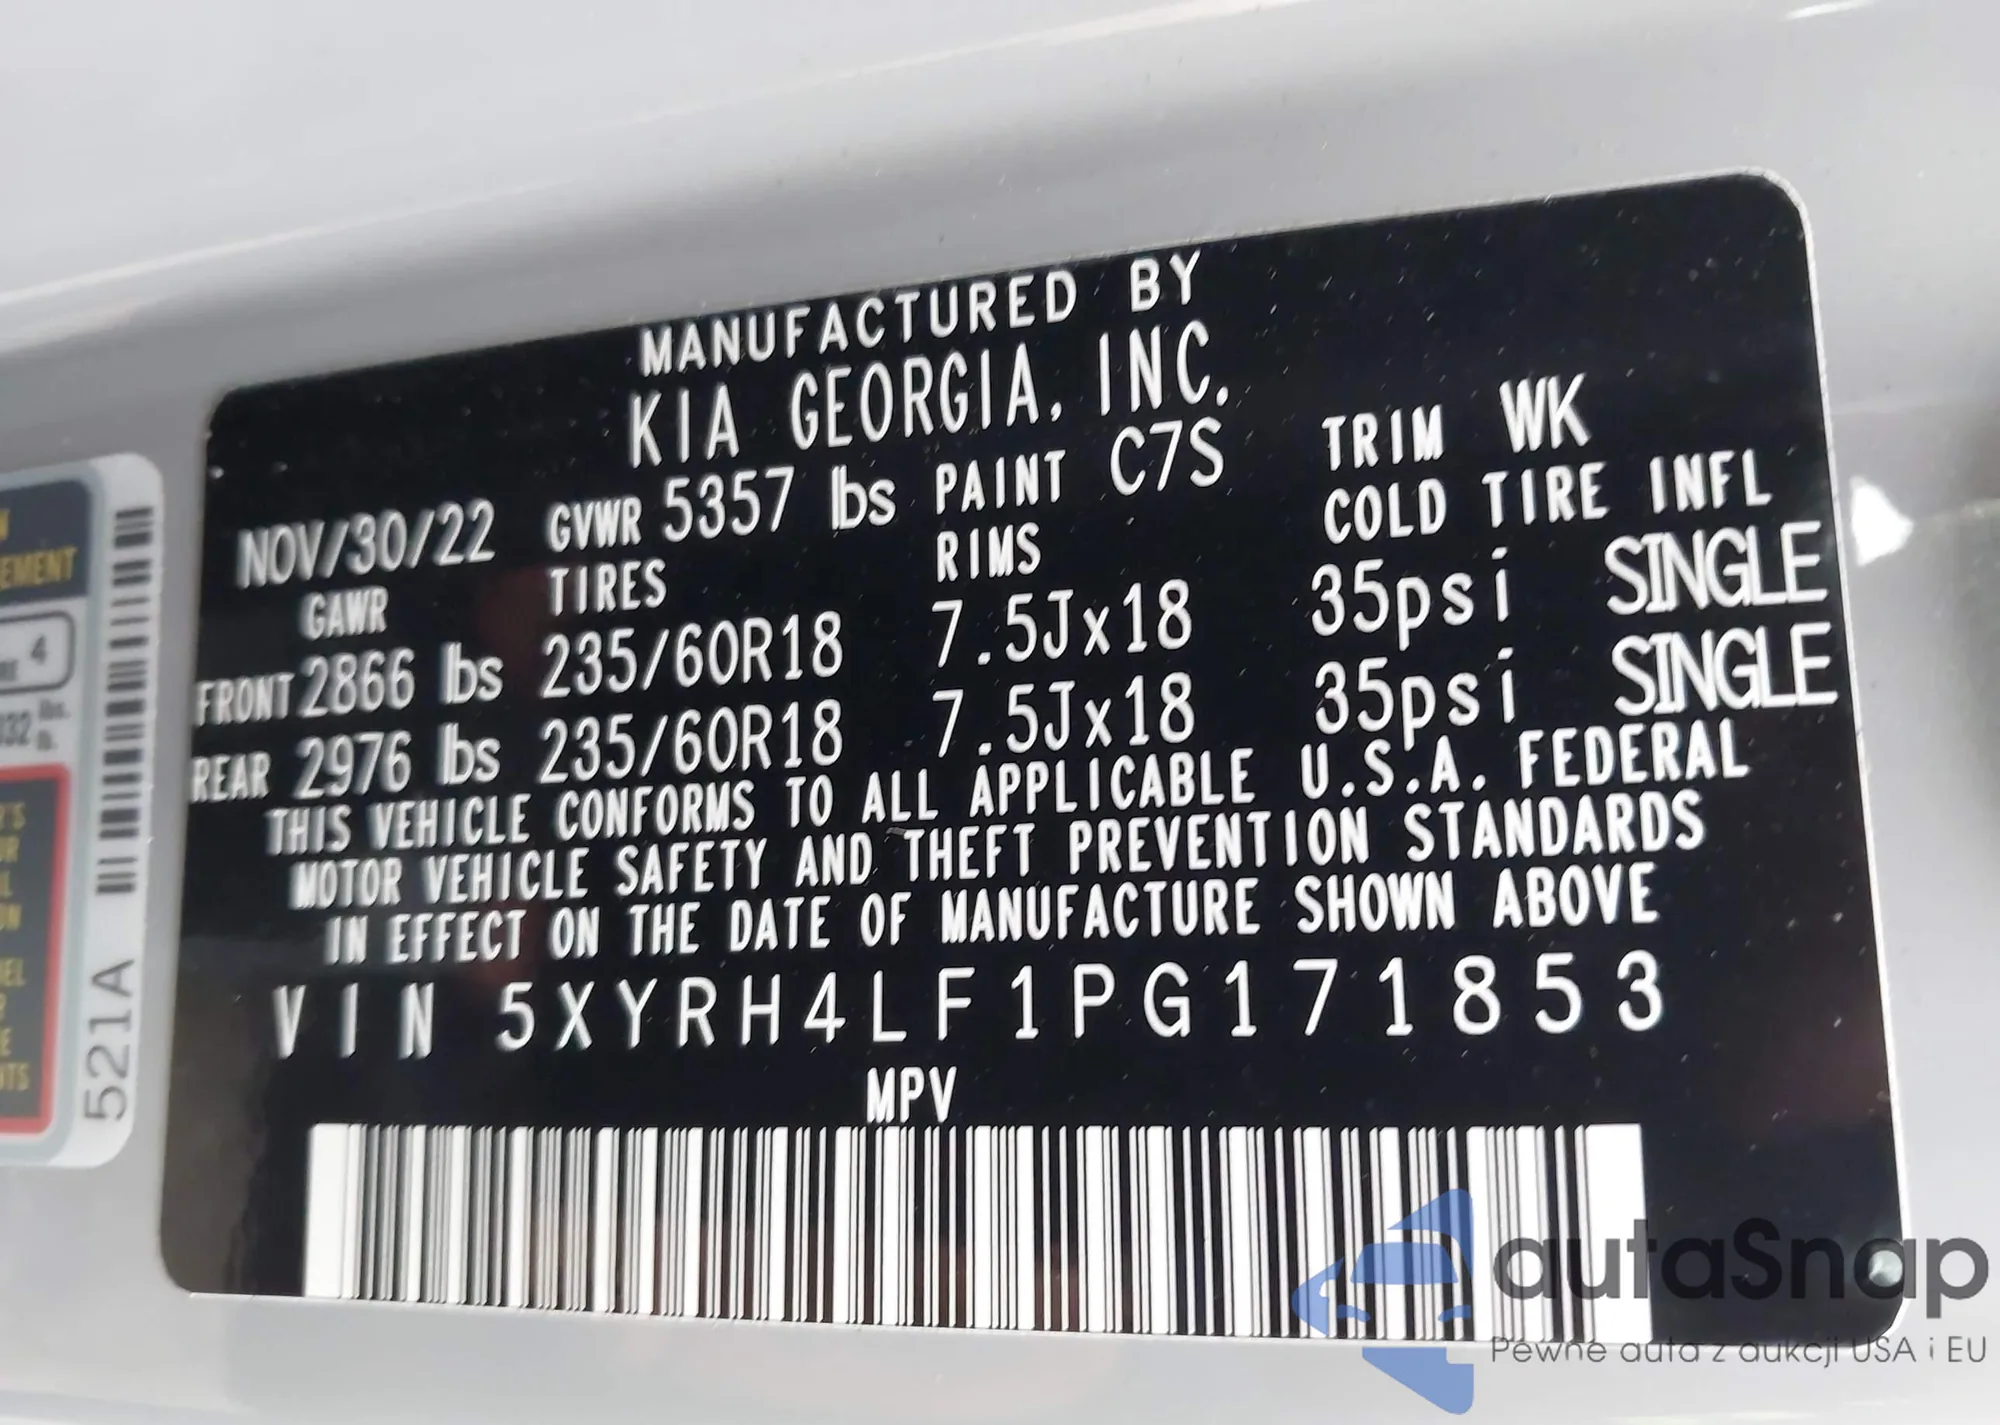 MANUFACTURED BY
KIA GEORGIA, INC.
NOV/30/22 GVWR 5357 lbs PAINT C7S TRIM WK
GAWR TIRES RIMS COLD TIRE INFL
FRONT 2866 lbs 235/60R18 7.5Jx18 35psi SINGLE
REAR 2976 lbs 235/60R18 7.5Jx18 35psi SINGLE
THIS VEHICLE CONFORMS TO ALL APPLICABLE U.S.A. FEDERAL
MOTOR VEHICLE SAFETY AND THEFT PREVENTION STANDARDS
IN EFFECT ON THE DATE OF MANUFACTURE SHOWN ABOVE
VIN 5XYRH4LF1PG171853
MPV
521A
4
lbs.
autaSnap
Pewne auta z aukcji USA i EU